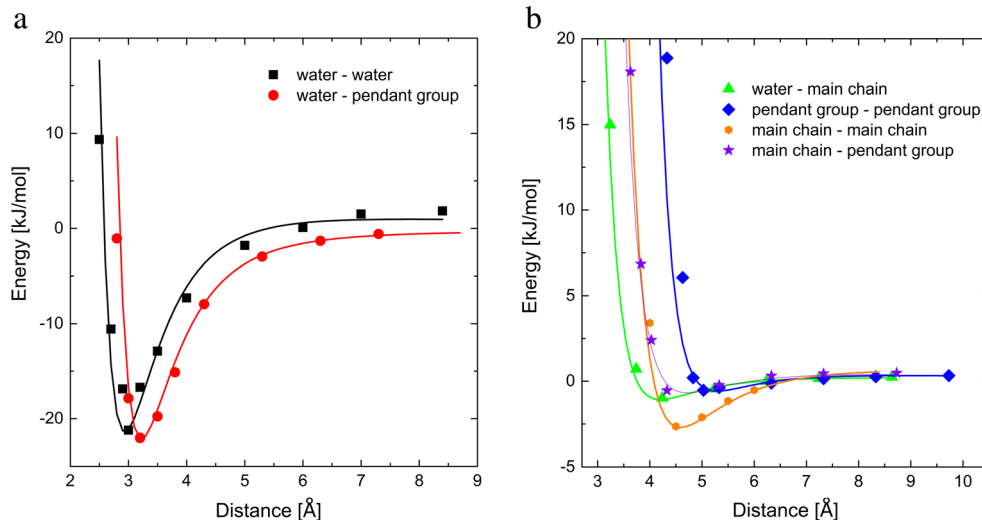 a
20
10
0
-10
-20
Energy [kJ/mol]
water - water
water - pendant group
2 3 4 5 6 7 8 9
Distance [Å]
b
20
15
10
5
0
-5
Energy [kJ/mol]
water - main chain
pendant group - pendant group
main chain - main chain
main chain - pendant group
3 4 5 6 7 8 9 10
Distance [Å]